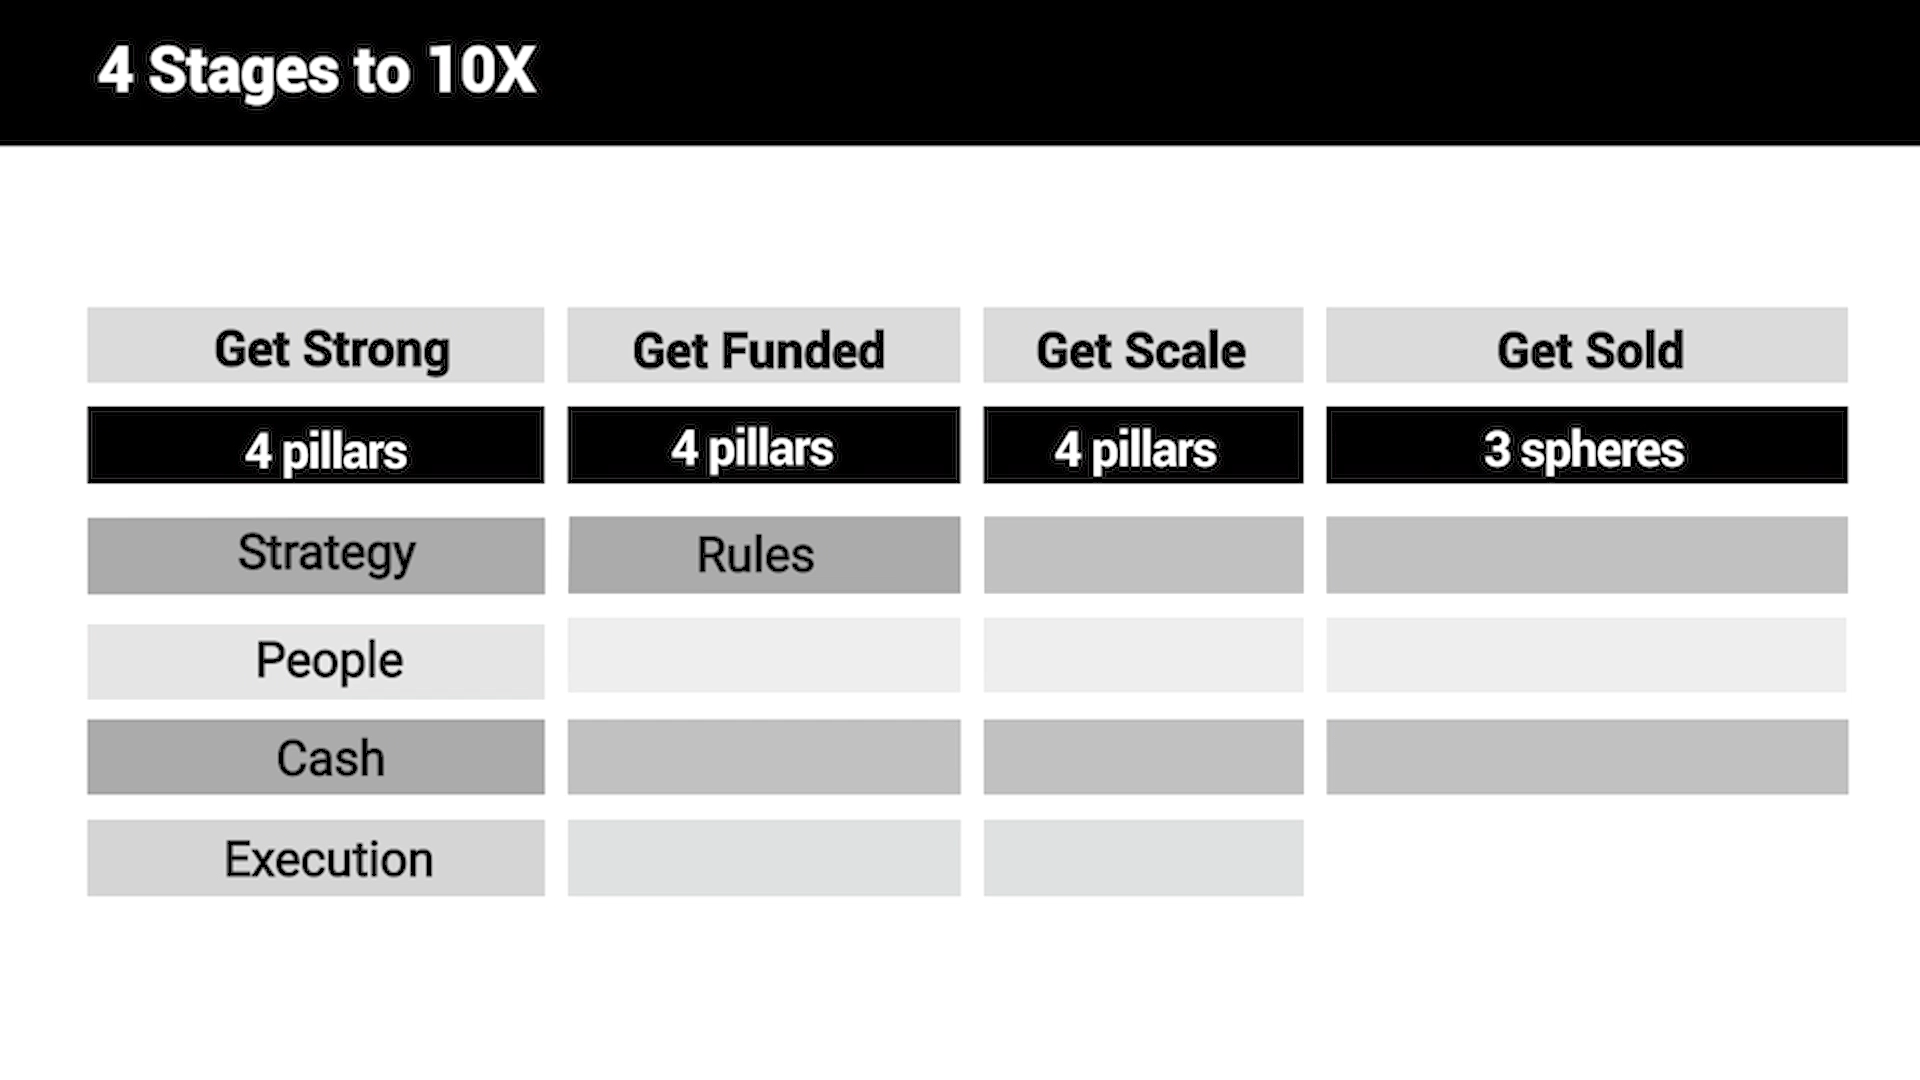 4 Stages to 10X
Get Strong Get Funded Get Scale Get Sold
4 pillars 4 pillars 4 pillars 3 spheres
Strategy Rules
People
Cash
Execution